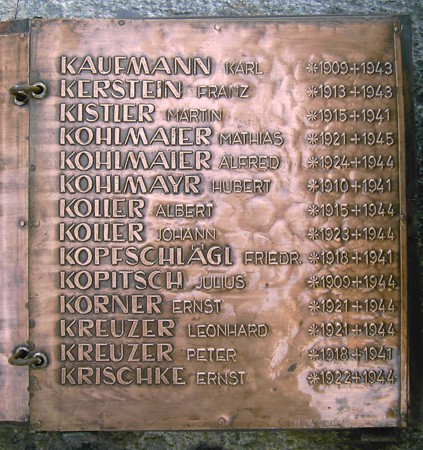 KAUFMANN KARL *1909+1943
KERSTEIN FRANZ *1913+1943
KISTLER MARTIN *1915+1941
KOHLMAIER MATHIAS *1921+1945
KOHLMAIER ALFRED *1924+1944
KOHLMAYR HUBERT *1910+1941
KOLLER ALBERT *1915+1944
KOLLER JOHANN *1923+1944
KOPFSCHLÄGL FRIEDR. *1918+1941
KOPITSCH JULIUS *1909+1944
KORNER ERNST *1921+1944
KREUZER LEONHARD *1921+1944
KREUZER PETER *1918+1941
KRISCHKE ERNST *1922+1944